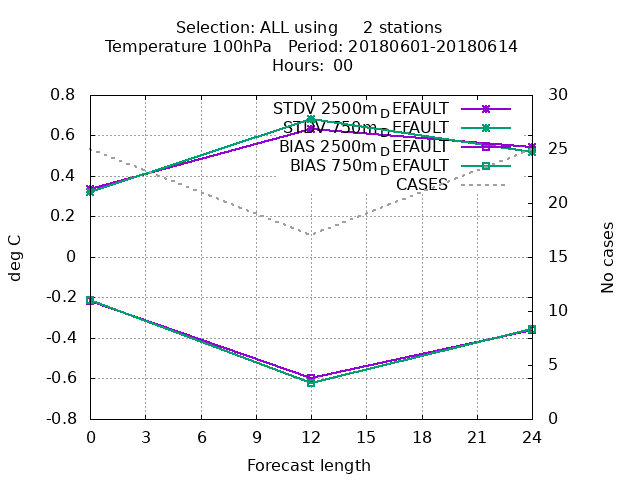 Selection: ALL using 2 stations
Temperature 100hPa Period: 20180601-20180614
Hours: 00
0.8
0.6
0.4
0.2
0
-0.2
-0.4
-0.6
-0.8
deg C
STDV 2500m_DEFAULT
STDV 750m_DEFAULT
BIAS 2500m_DEFAULT
BIAS 750m_DEFAULT
CASES
30
25
20
15
10
5
0
No cases
0 3 6 9 12 15 18 21 24
Forecast length